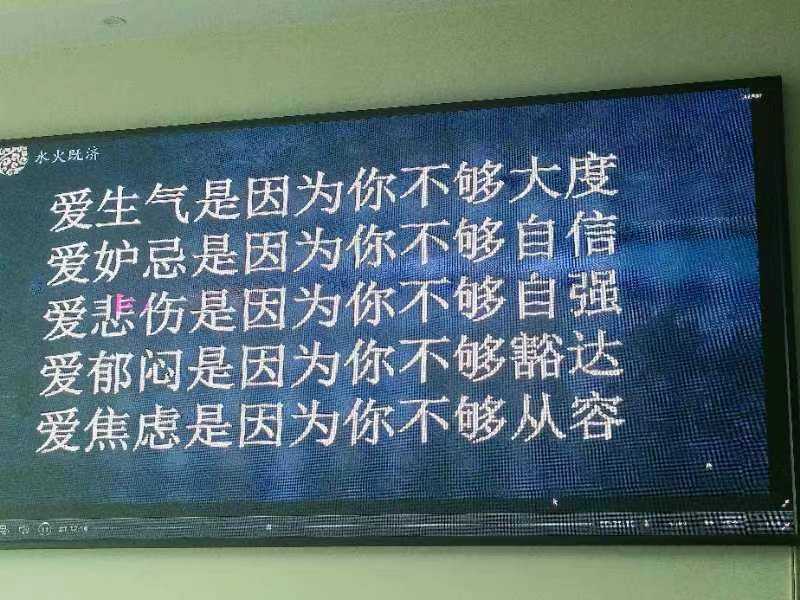 水火既济
爱生气是因为你不够大度
爱妒忌是因为你不够自信
爱悲伤是因为你不够自强
爱郁闷是因为你不够豁达
爱焦虑是因为你不够从容